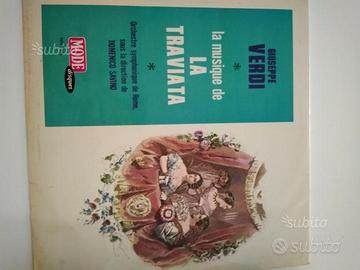 GIUSEPPE
VERDI
*
la musique de
LA
TRAVIATA
*
Orchestre symphonique de Rome,
sous la direction de
DOMENICO SAVINO
MODE
disques
subito
subito
subito